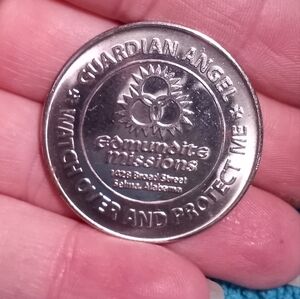 GUARDIAN ANGEL
WATCH OVER AND PROTECT ME
edmundite
missions
1428 Broad Street
Selma, Alabama